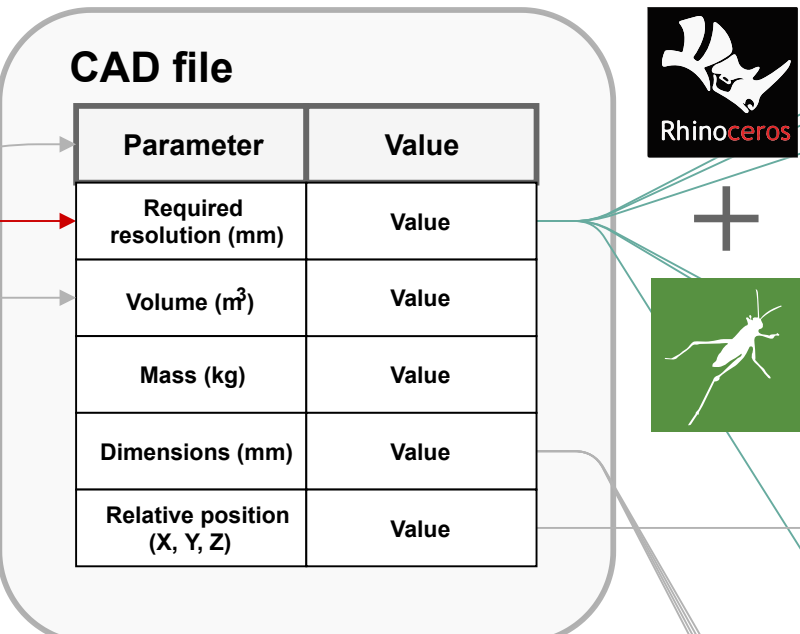 CAD file
Parameter
Value
Required
resolution (mm)
Value
Volume (m³)
Value
Mass (kg)
Value
Dimensions (mm)
Value
Relative position
(X, Y, Z)
Value
Rhinoceros
+